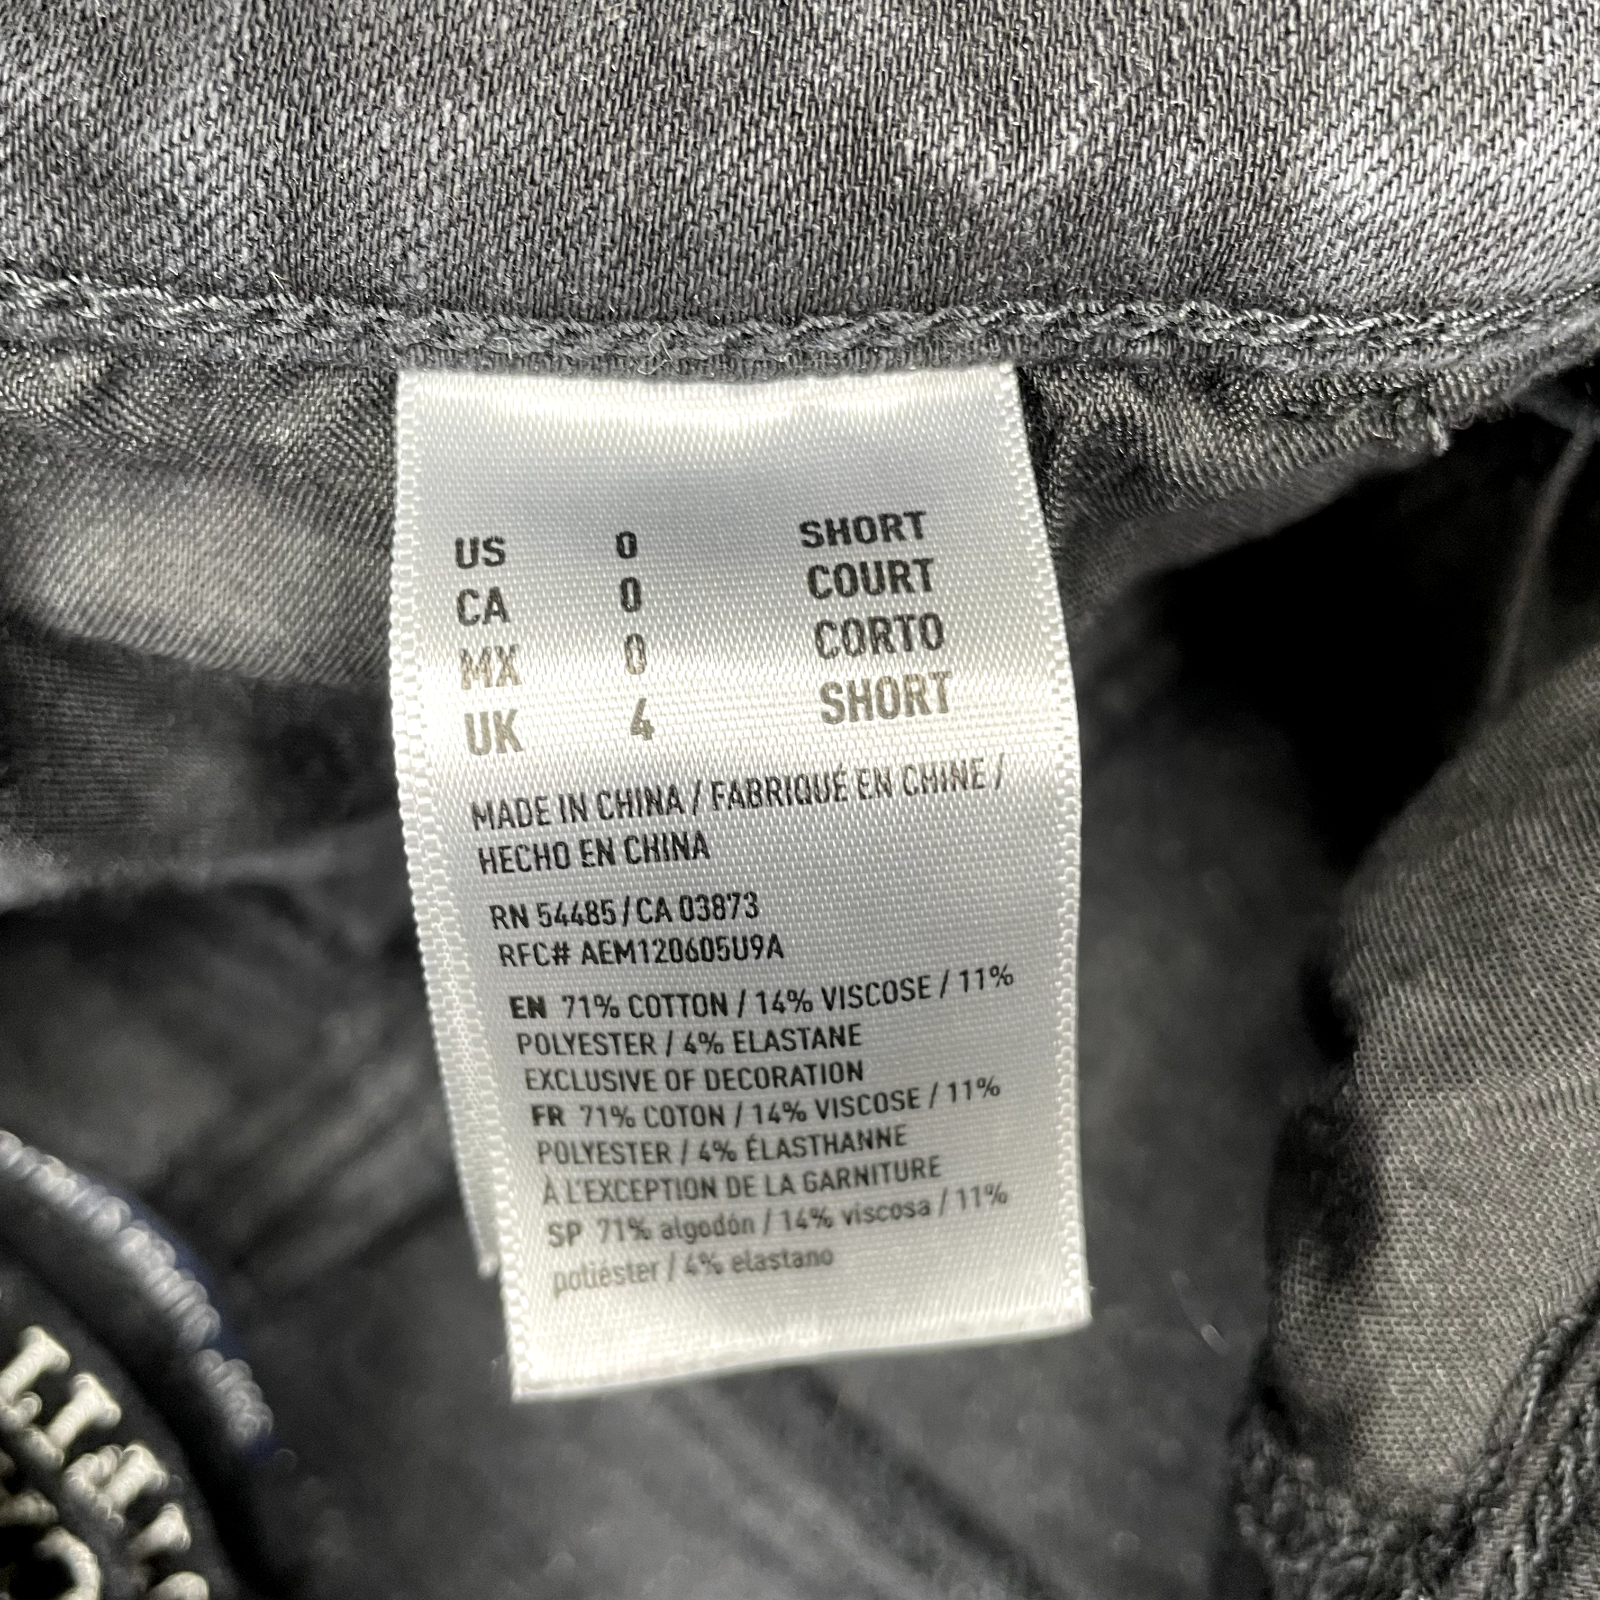 US 0 SHORT
CA 0 COURT
MX 0 CORTO
UK 4 SHORT
MADE IN CHINA / FABRIQUÉ EN CHINE /
HECHO EN CHINA
RN 54485 / CA 03873
RFC# AEM120605U9A
EN 71% COTTON / 14% VISCOSE / 11%
POLYESTER / 4% ELASTANE
EXCLUSIVE OF DECORATION
FR 71% COTON / 14% VISCOSE / 11%
POLYESTER / 4% ÉLASTHANNE
À L'EXCEPTION DE LA GARNITURE
SP 71% algodón / 14% viscosa / 11%
poliéster / 4% elastano